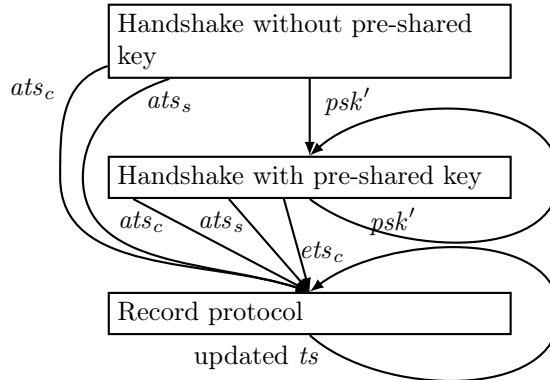 Handshake without pre-shared
key
ats_c
ats_s
psk′
Handshake with pre-shared key
ats_c
ats_s
psk′
ets_c
Record protocol
updated ts